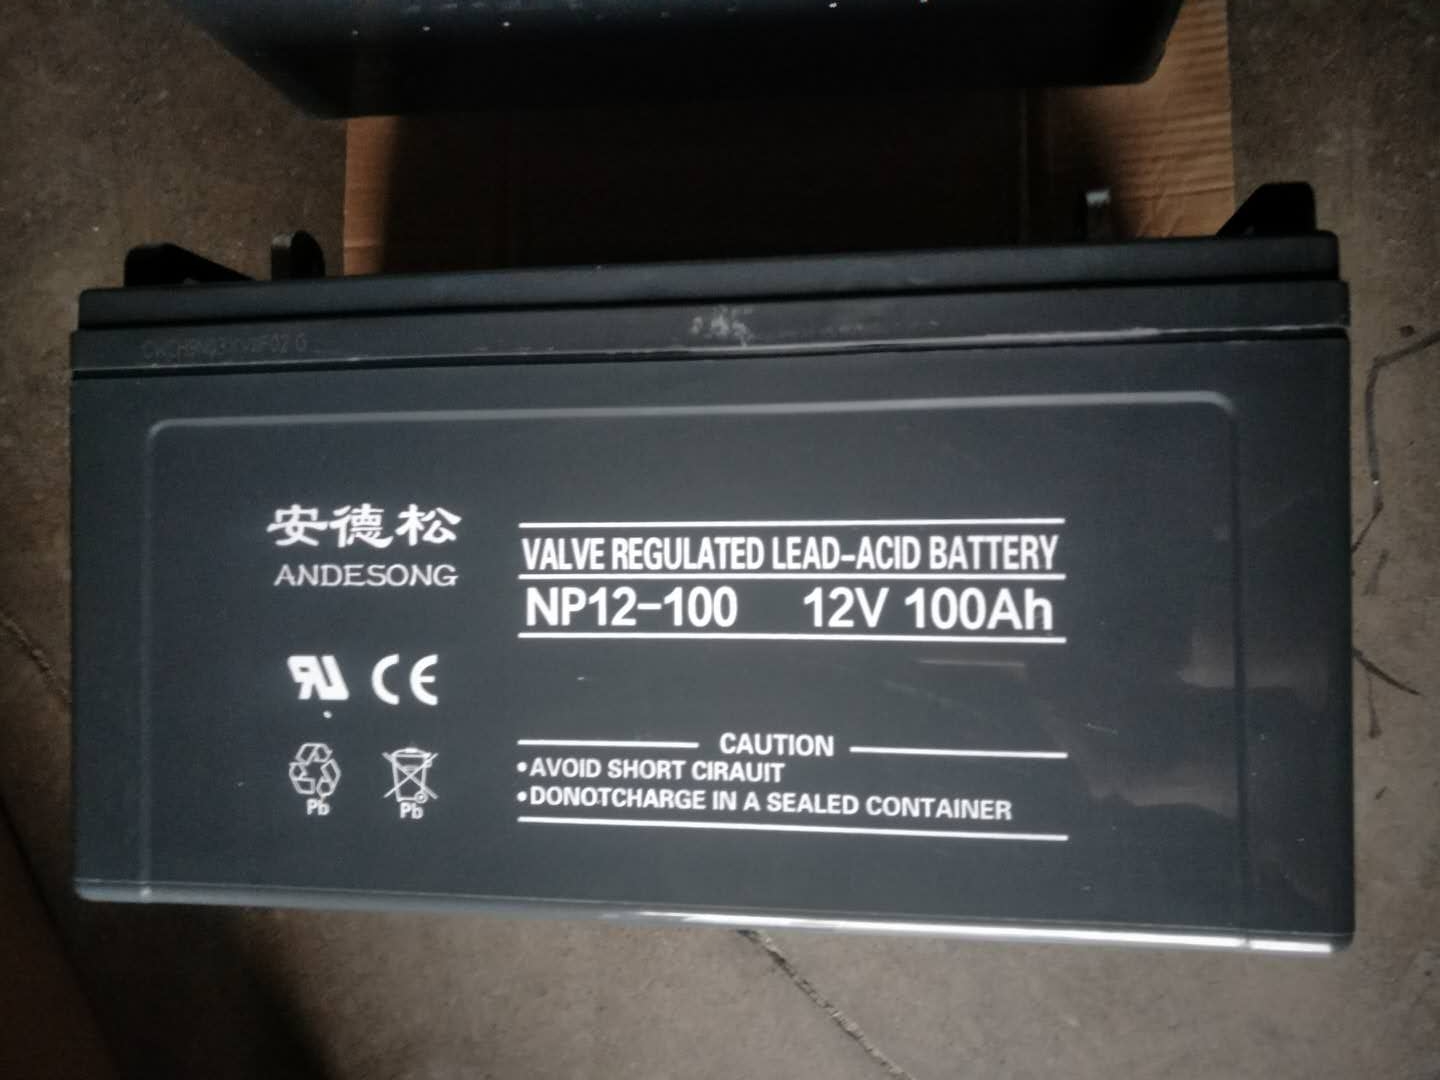 安德松
ANDESONG
VALVE REGULATED LEAD-ACID BATTERY
NP12-100 12V 100Ah
CE
Pb
Pb
CAUTION
•AVOID SHORT CIRAUIT
•DONOTCHARGE IN A SEALED CONTAINER